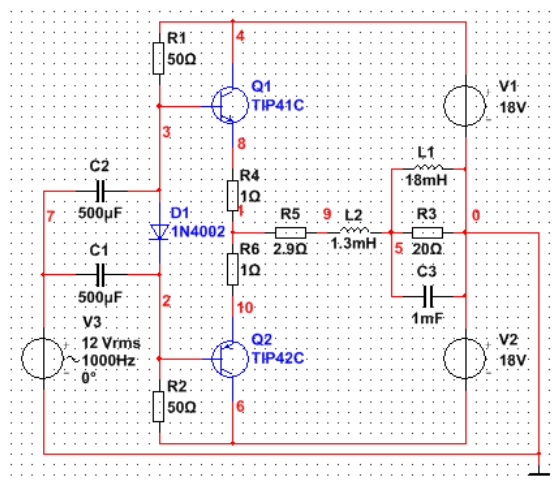 R1
50Ω
4
Q1
TIP41C
V1
18V
3
8
C2
500µF
R4
1Ω
L1
18mH
7
D1
1N4002
1
R5
2.9Ω
9
L2
1.3mH
R3
20Ω
0
5
C1
500µF
R6
1Ω
C3
1mF
2
10
V3
12 Vrms
1000Hz
0°
Q2
TIP42C
V2
18V
R2
50Ω
6